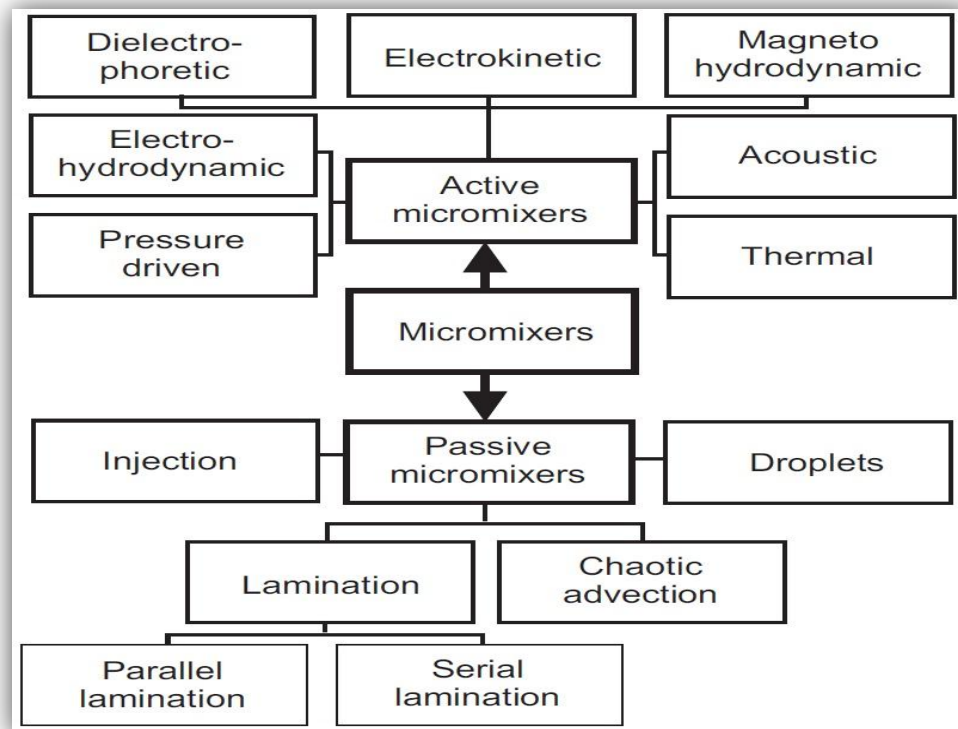 Dielectro-
phoretic
Electrokinetic
Magneto
hydrodynamic
Electro-
hydrodynamic
Active
micromixers
Acoustic
Pressure
driven
Thermal
Micromixers
Injection
Passive
micromixers
Droplets
Lamination
Chaotic
advection
Parallel
lamination
Serial
lamination